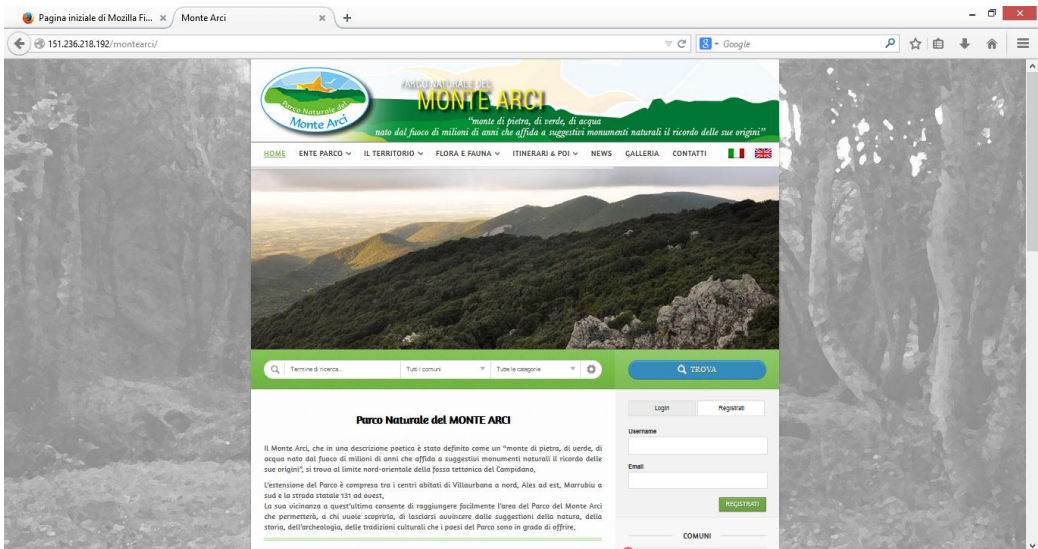 Pagina iniziale di Mozilla Fi...
Monte Arci
151.236.218.192/montearci/
Google
Parco Naturale del
Monte Arci
PARCO NATURALE DEL
MONTE ARCI
"monte di pietra, di verde, di acqua
nato dal fuoco di milioni di anni che affida a suggestivi monumenti naturali il ricordo delle sue origini"
HOME ENTE PARCO IL TERRITORIO FLORA E FAUNA ITINERARI & POI NEWS GALLERIA CONTATTI
Termine di ricerca... Tutti i comuni Tutte le categorie TROVA
Parco Naturale del MONTE ARCI
Il Monte Arci, che in una descrizione poetica è stato definito come un "monte di pietra, di verde, di
acqua nato dal fuoco di milioni di anni che affida a suggestivi monumenti naturali il ricordo delle
sue origini", si trova al limite nord-orientale della fossa tettonica del Campidano.
L'estensione del Parco è compresa tra i centri abitati di Villaurbana a nord, Ales ad est, Marrubiu a
sud e la strada statale 131 ad ovest.
La sua vicinanza a quest'ultima consente di raggiungere facilmente l'area del Parco del Monte Arci
che permetterà, a chi vuole scoprirla, di lasciarsi avvincere dalle suggestioni della natura, della
storia, dell'archeologia, delle tradizioni culturali che i paesi del Parco sono in grado di offrire.
Login Registrati
Username
Email
REGISTRATI
COMUNI